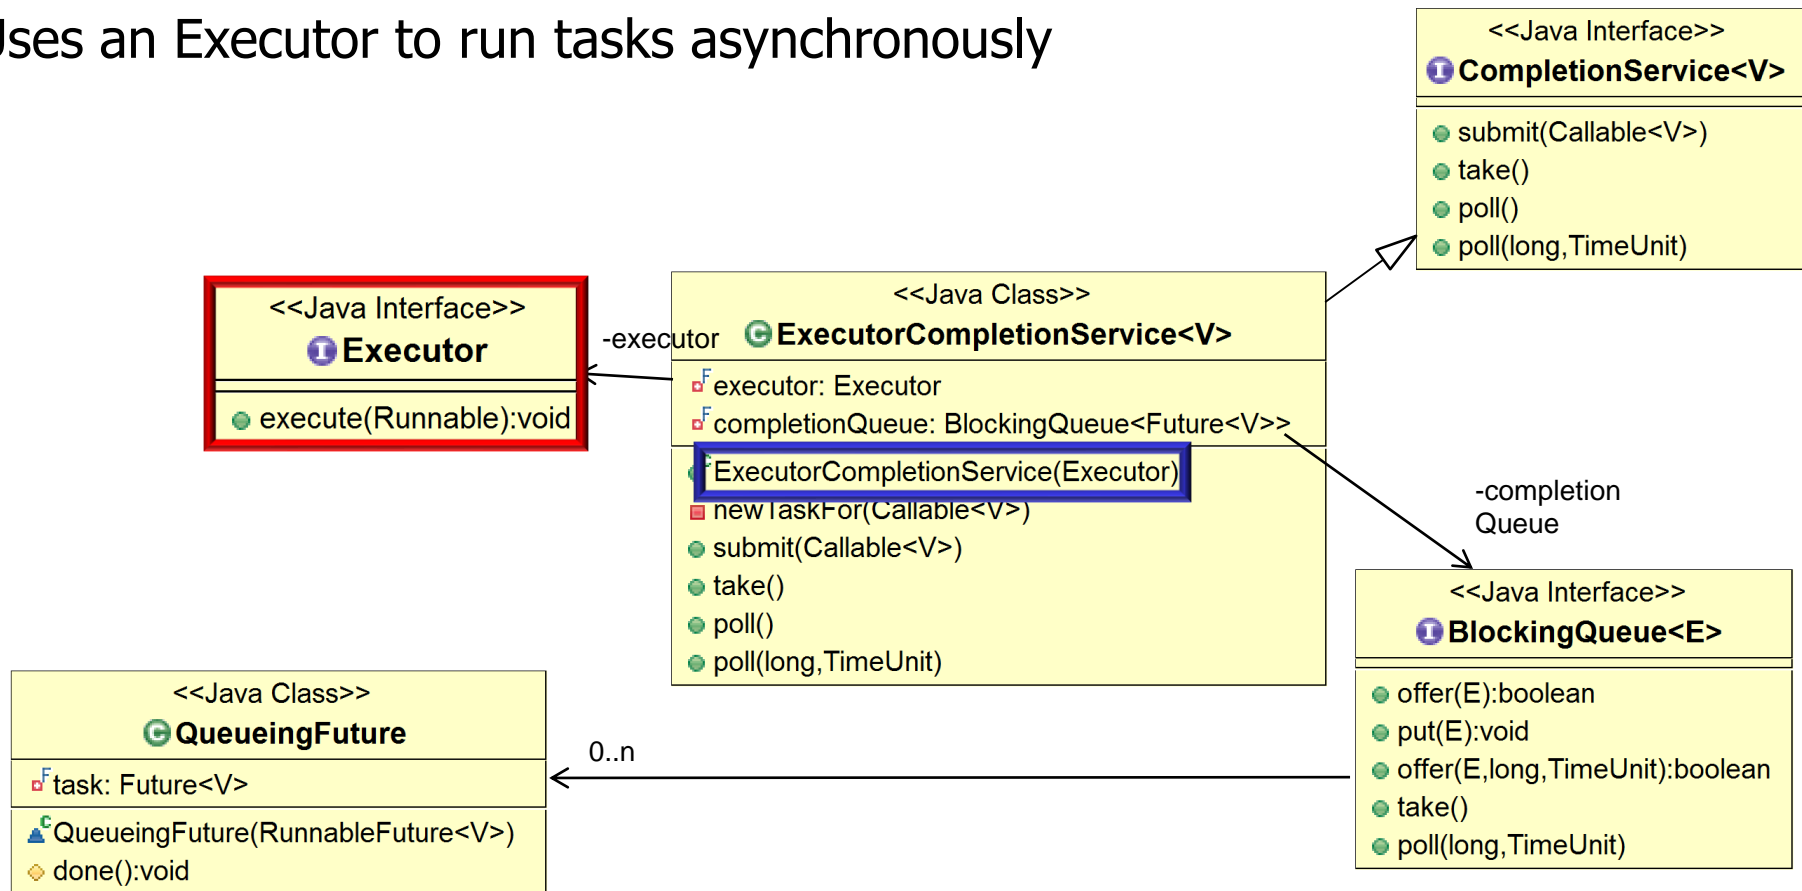 Uses an Executor to run tasks asynchronously
<<Java Interface>>
CompletionService<V>
submit(Callable<V>)
take()
poll()
poll(long,TimeUnit)
<<Java Interface>>
Executor
execute(Runnable):void
-executor
<<Java Class>>
ExecutorCompletionService<V>
executor: Executor
completionQueue: BlockingQueue<Future<V>>
ExecutorCompletionService(Executor)
newTaskFor(Callable<V>)
submit(Callable<V>)
take()
poll()
poll(long,TimeUnit)
-completion
Queue
<<Java Interface>>
BlockingQueue<E>
offer(E):boolean
put(E):void
offer(E,long,TimeUnit):boolean
take()
poll(long,TimeUnit)
0..n
<<Java Class>>
QueueingFuture
task: Future<V>
QueueingFuture(RunnableFuture<V>)
done():void